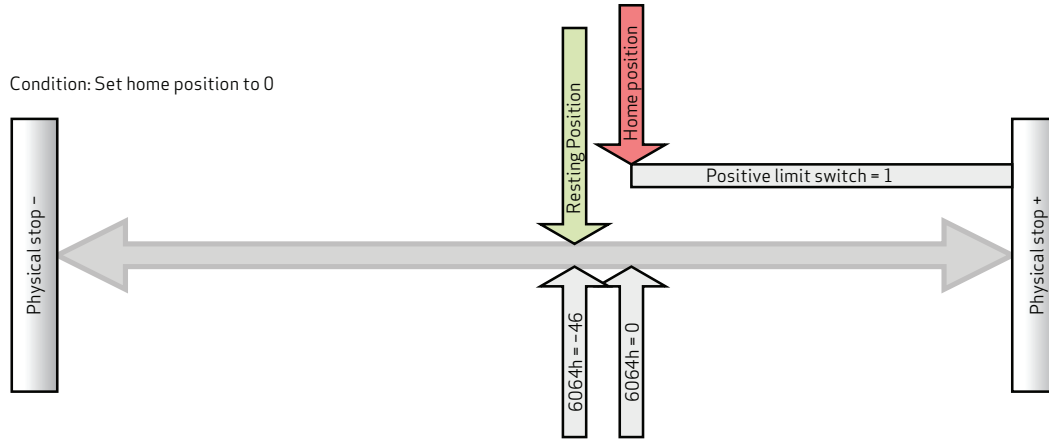 Condition: Set home position to 0
Resting Position
Home position
Positive limit switch = 1
Physical stop –
Physical stop +
6064h = –46
6064h = 0